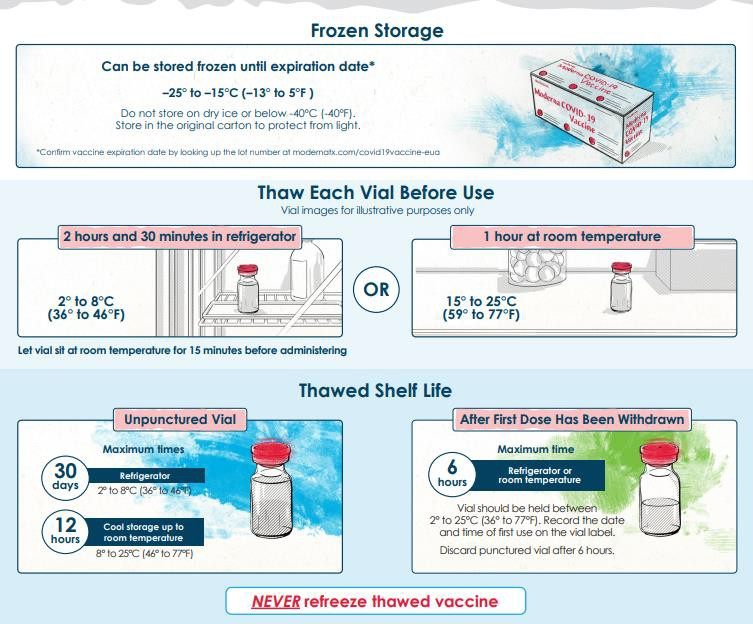 Frozen Storage
Can be stored frozen until expiration date*
–25° to –15°C (–13° to 5°F )
Do not store on dry ice or below -40°C (-40°F).
Store in the original carton to protect from light.
*Confirm vaccine expiration date by looking up the lot number at modernatx.com/covid19vaccine-eua
Moderna COVID-19
Vaccine
Moderna COVID-19
Vaccine
Moderna
COVID-19
Vaccine
Thaw Each Vial Before Use
Vial images for illustrative purposes only
2 hours and 30 minutes in refrigerator
2° to 8°C
(36° to 46°F)
Let vial sit at room temperature for 15 minutes before administering
OR
1 hour at room temperature
15° to 25°C
(59° to 77°F)
Thawed Shelf Life
Unpunctured Vial
Maximum times
30
days
Refrigerator
2° to 8°C (36° to 46°F)
12
hours
Cool storage up to
room temperature
8° to 25°C (46° to 77°F)
After First Dose Has Been Withdrawn
Maximum time
6
hours
Refrigerator or
room temperature
Vial should be held between
2° to 25°C (36° to 77°F). Record the date
and time of first use on the vial label.
Discard punctured vial after 6 hours.
NEVER refreeze thawed vaccine